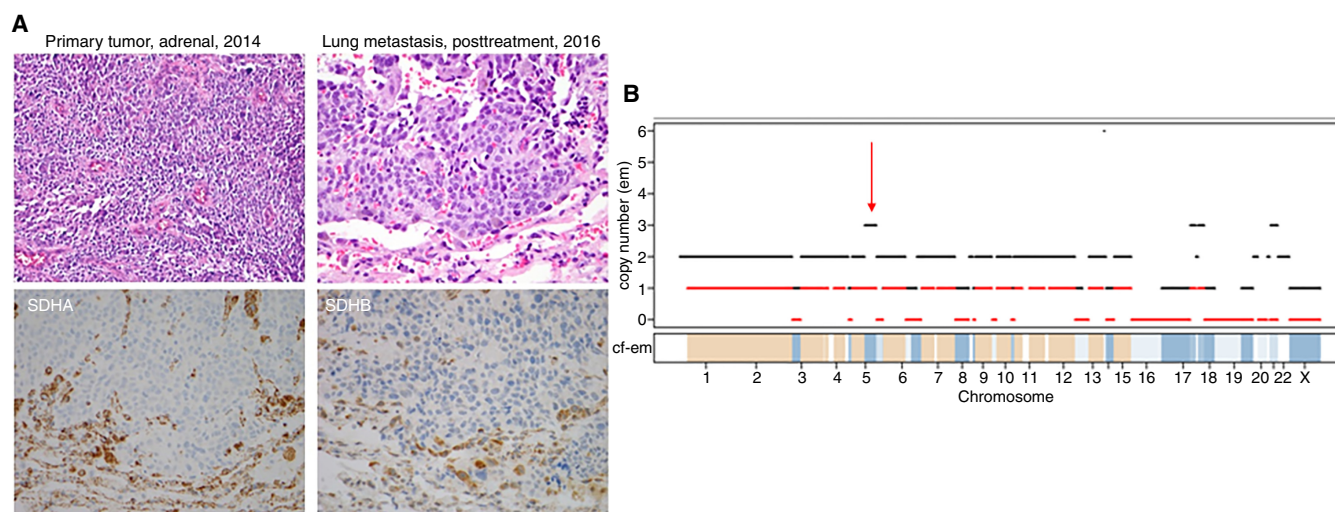 A
Primary tumor, adrenal, 2014
Lung metastasis, posttreatment, 2016
SDHA
SDHB
B
6
5
4
3
2
1
0
copy number (em)
cf-em
1 2 3 4 5 6 7 8 9 10 11 12 13 15 16 17 18 19 20 22 X
Chromosome